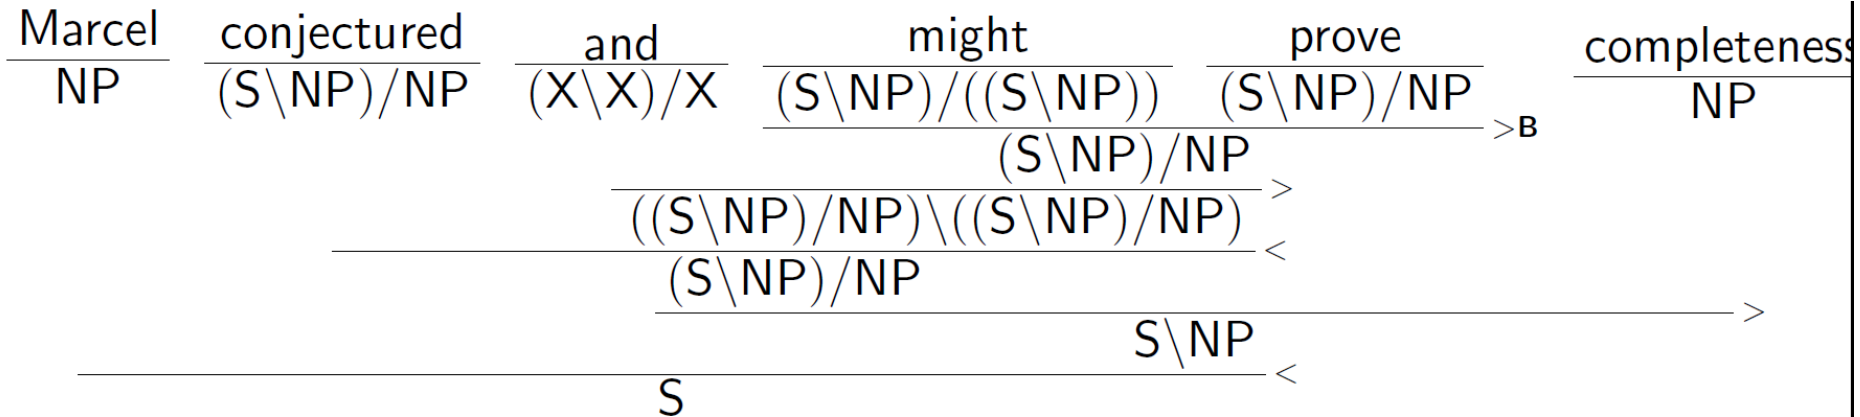 Marcel conjectured and might prove completeness
NP (S\NP)/NP (X\X)/X (S\NP)/((S\NP)) (S\NP)/NP NP
>B
(S\NP)/NP
>
((S\NP)/NP)\((S\NP)/NP)
<
(S\NP)/NP
>
S\NP
<
S